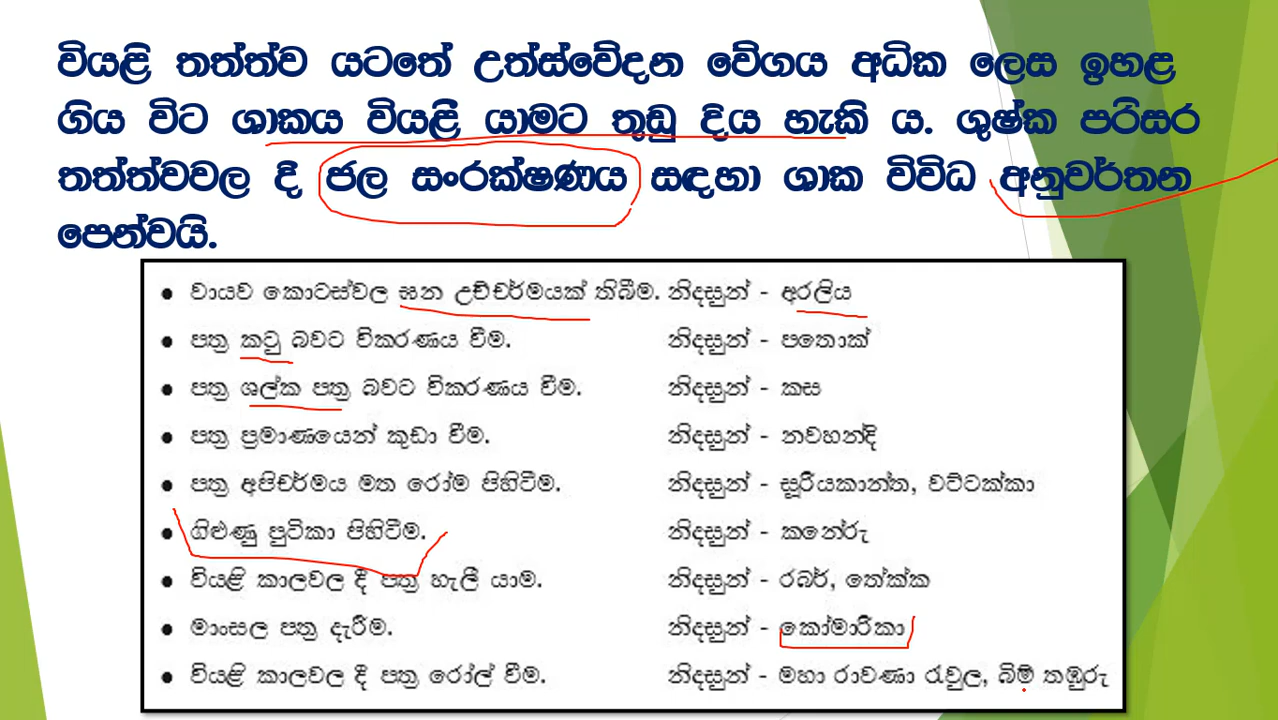 වියළි තත්ත්ව යටතේ උත්ස්වේදන වේගය අධික ලෙස ඉහළ
ගිය විට ශාකය වියළී යාමට තුඩු දිය හැකි ය. ශුෂ්ක පරිසර
තත්ත්වවල දී ජල සංරක්ෂණය සඳහා ශාක විවිධ අනුවර්තන
පෙන්වයි.
• වායව කොටස්වල ඝන උච්චර්මයක් තිබීම. නිදසුන් - අරලිය
• පත්‍ර කටු බවට විකරණය වීම. නිදසුන් - පතොක්
• පත්‍ර ශල්ක පත්‍ර බවට විකරණය වීම. නිදසුන් - කස
• පත්‍ර ප්‍රමාණයෙන් කුඩා වීම. නිදසුන් - නවහන්දි
• පත්‍ර අපිචර්මය මත රෝම පිහිටීම. නිදසුන් - සූරියකාන්ත, වට්ටක්කා
• ගිළුණු පුටිකා පිහිටීම. නිදසුන් - කනේරු
• වියළි කාලවල දී පත්‍ර හැලී යාම. නිදසුන් - රබර්, තේක්ක
• මාංසල පත්‍ර දැරීම. නිදසුන් - කෝමාරිකා
• වියළි කාලවල දී පත්‍ර රෝල් වීම. නිදසුන් - මහා රාවණා රැවුල, බිම් තඹුරු